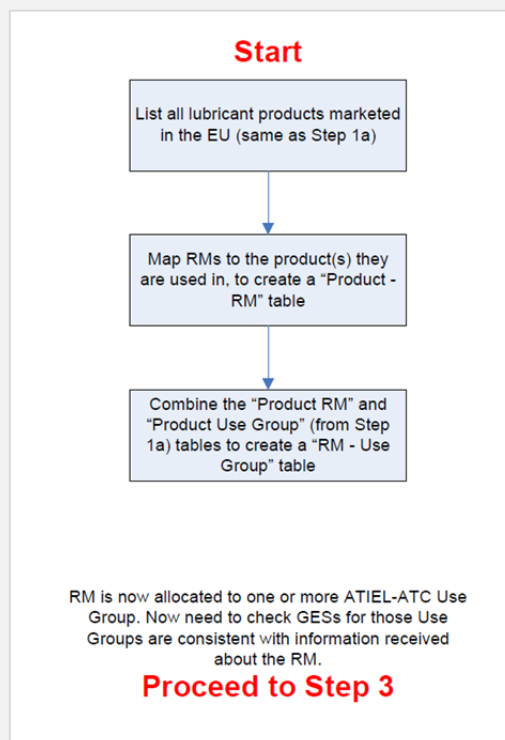 Start
List all lubricant products marketed
in the EU (same as Step 1a)
Map RMs to the product(s) they
are used in, to create a “Product -
RM” table
Combine the “Product RM” and
“Product Use Group” (from Step
1a) tables to create a “RM - Use
Group” table
RM is now allocated to one or more ATIEL-ATC Use
Group. Now need to check GESs for those Use
Groups are consistent with information received
about the RM.
Proceed to Step 3